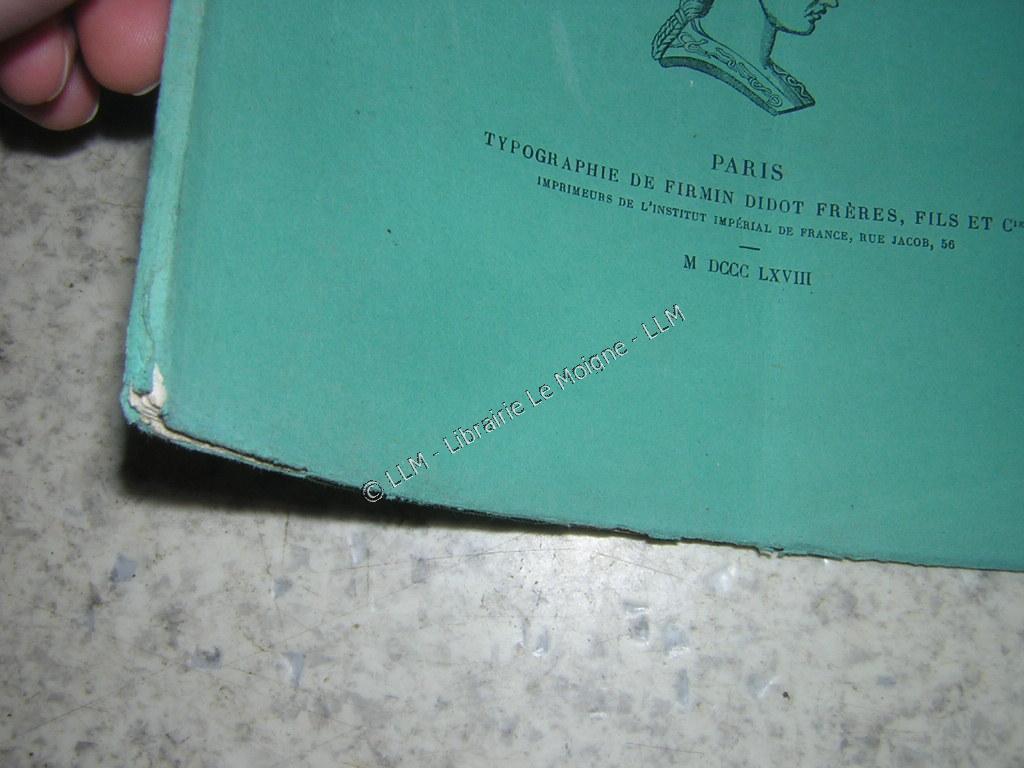 PARIS
TYPOGRAPHIE DE FIRMIN DIDOT FRÈRES, FILS ET Cie
IMPRIMEURS DE L'INSTITUT IMPÉRIAL DE FRANCE, RUE JACOB, 56
M DCCC LXVIII
© LLM - Librairie Le Moigne - LLM